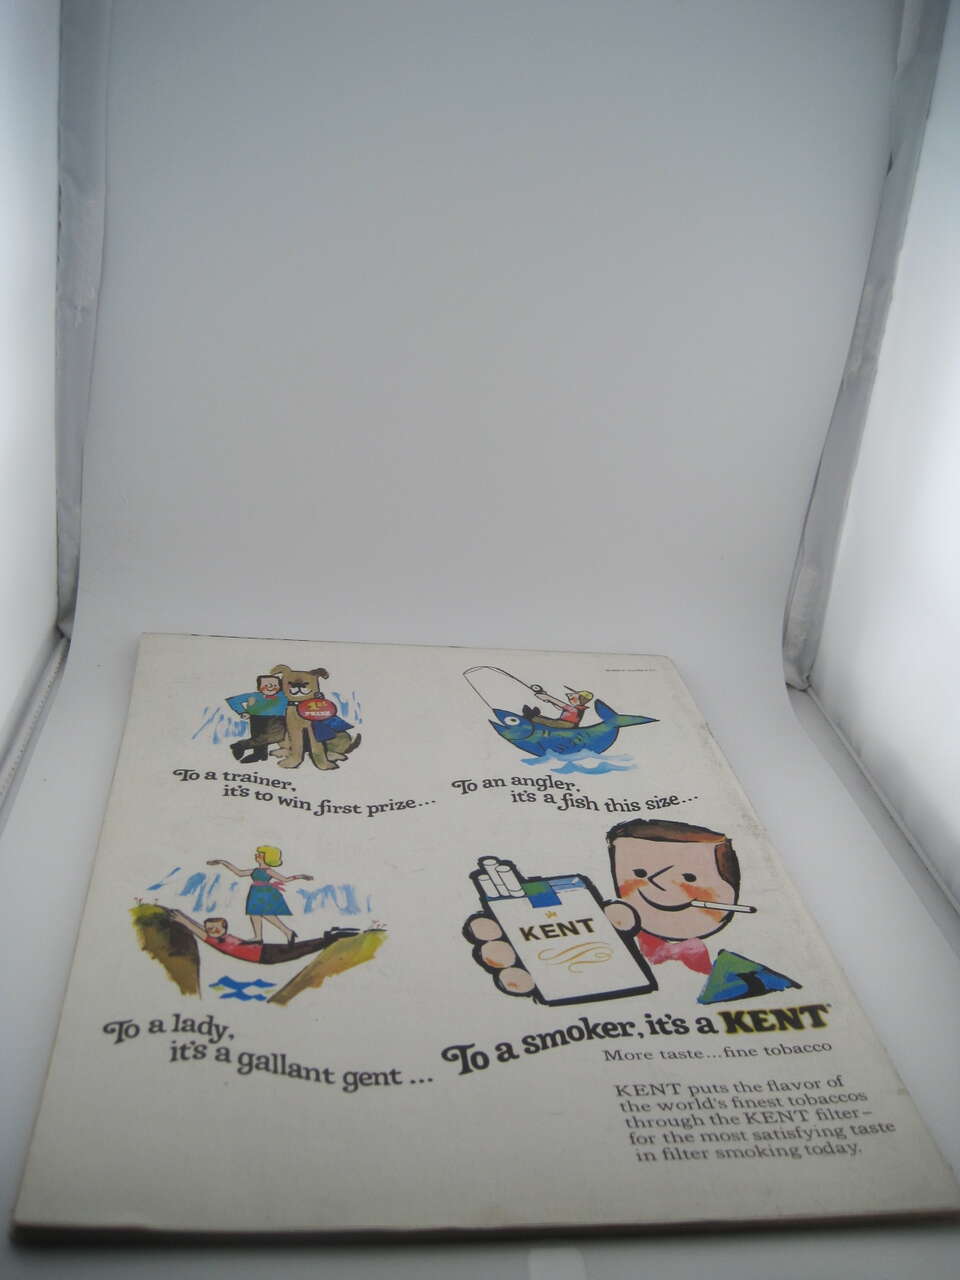 1ST
PRIZE
To a trainer,
it's to win first prize...
To an angler,
it's a fish this size...
To a lady,
it's a gallant gent...
KENT
To a smoker, it's a KENT
More taste...fine tobacco
KENT puts the flavor of
the world's finest tobaccos
through the KENT filter–
for the most satisfying taste
in filter smoking today.